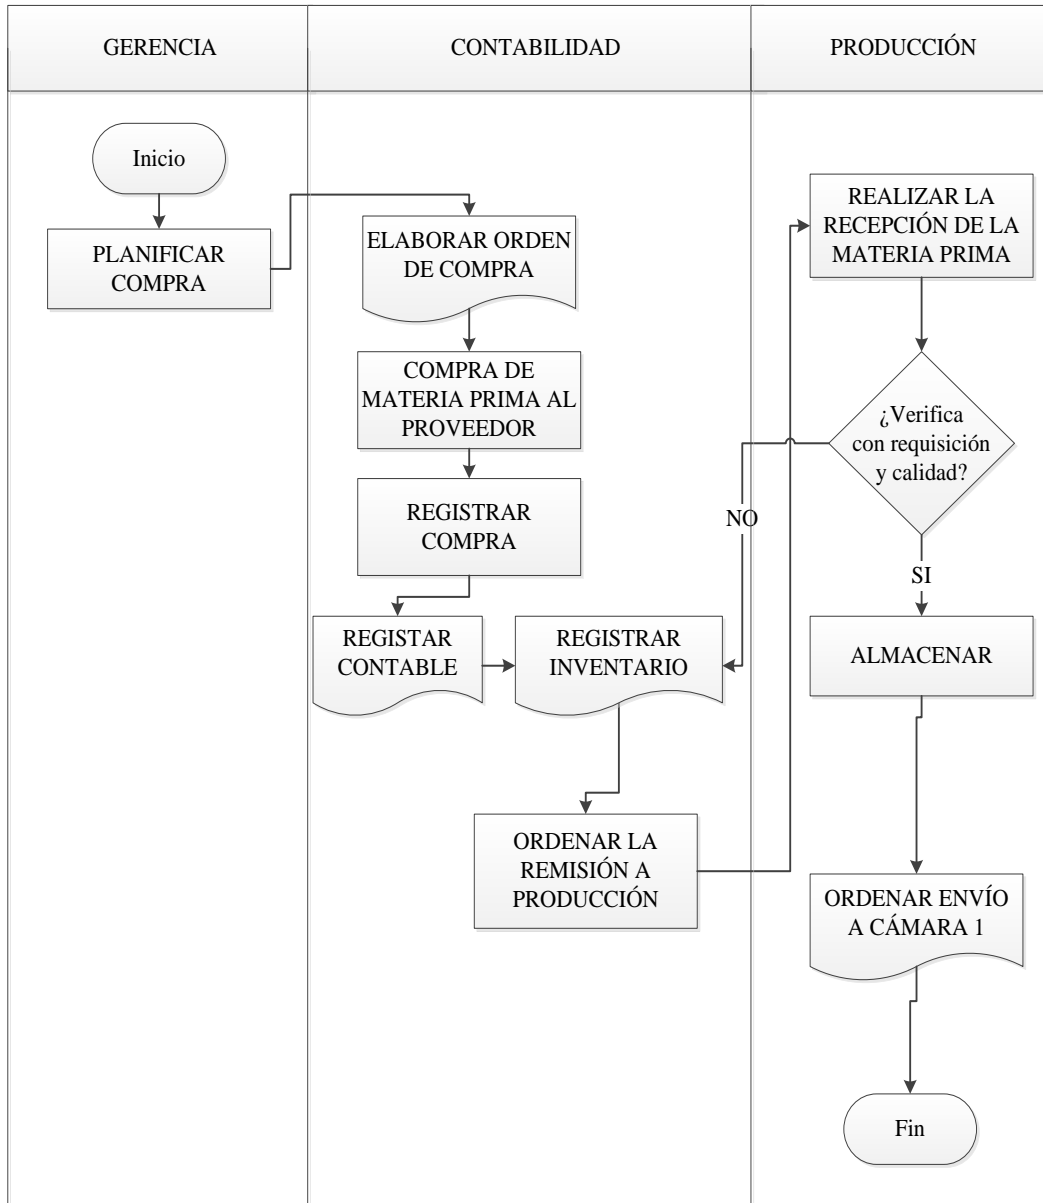 GERENCIA
CONTABILIDAD
PRODUCCIÓN
Inicio
PLANIFICAR
COMPRA
ELABORAR ORDEN
DE COMPRA
COMPRA DE
MATERIA PRIMA AL
PROVEEDOR
REGISTRAR
COMPRA
REGISTAR
CONTABLE
REGISTRAR
INVENTARIO
ORDENAR LA
REMISIÓN A
PRODUCCIÓN
REALIZAR LA
RECEPCIÓN DE LA
MATERIA PRIMA
¿Verifica
con requisición
y calidad?
NO
SI
ALMACENAR
ORDENAR ENVÍO
A CÁMARA 1
Fin